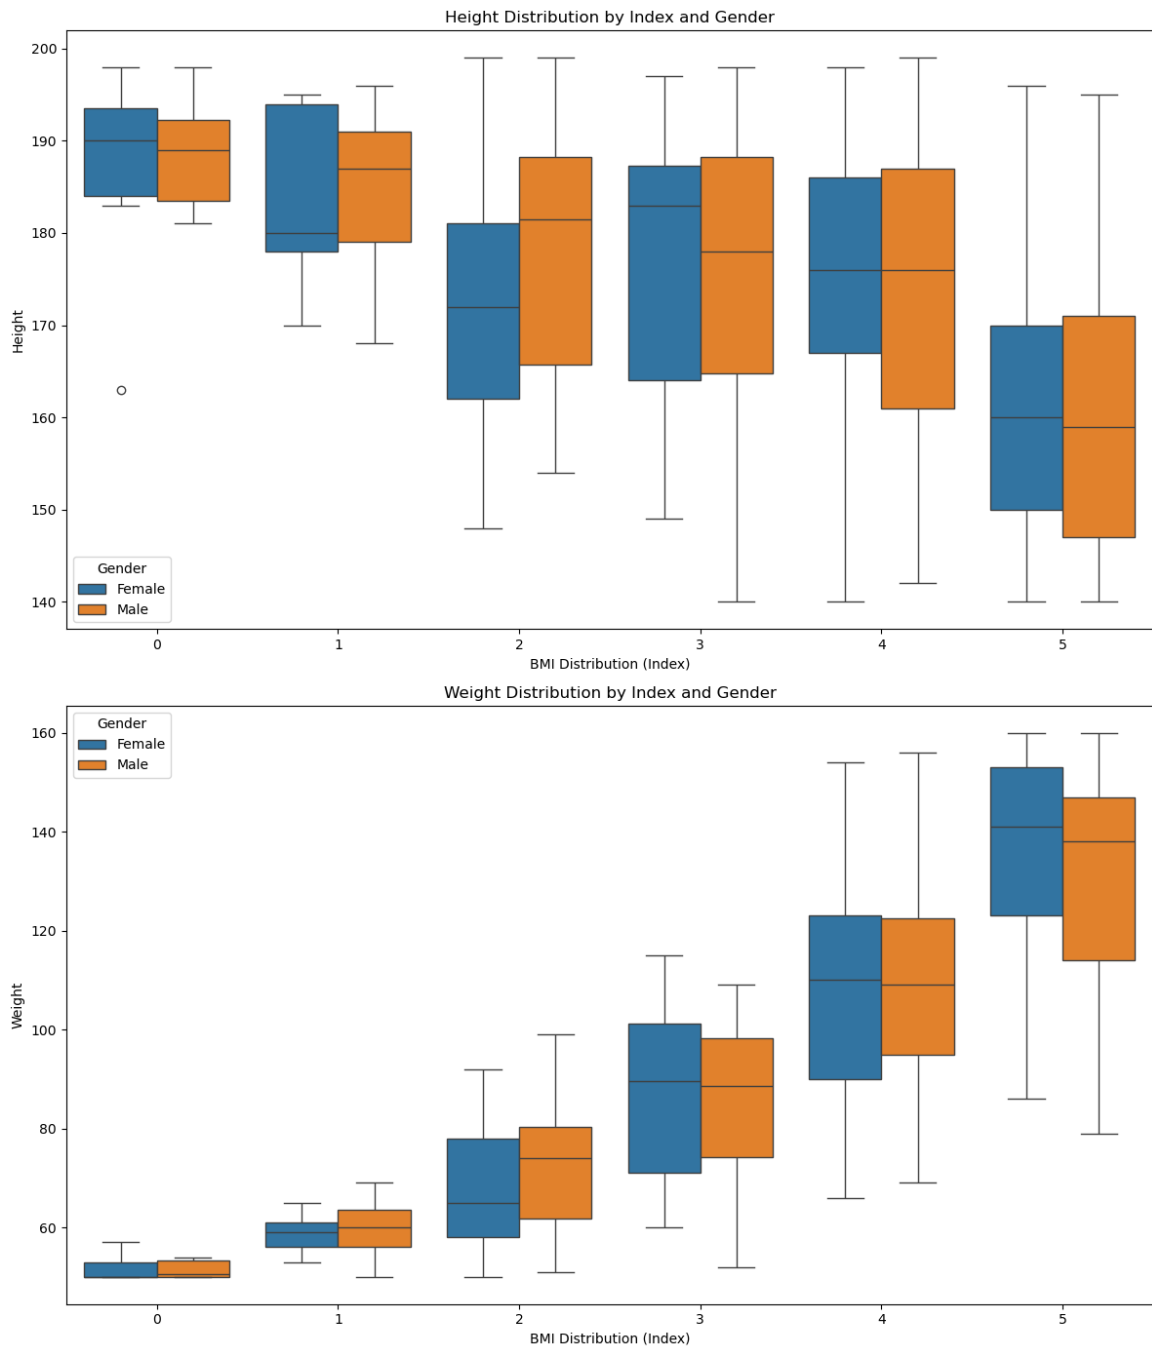 Height Distribution by Index and Gender
200
190
180
170
160
150
140
Height
Gender
Female
Male
0 1 2 3 4 5
BMI Distribution (Index)
Weight Distribution by Index and Gender
Gender
Female
Male
160
140
120
100
80
60
Weight
0 1 2 3 4 5
BMI Distribution (Index)